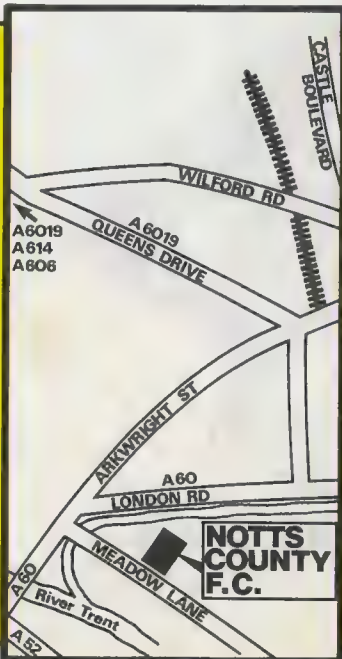 CASTLE
BOULEVARD
WILFORD RD
A6019
QUEENS DRIVE
A6019
A614
A606
ARKWRIGHT ST
A60
LONDON RD
NOTTS
COUNTY
F.C.
MEADOW LANE
A60
River Trent
A52